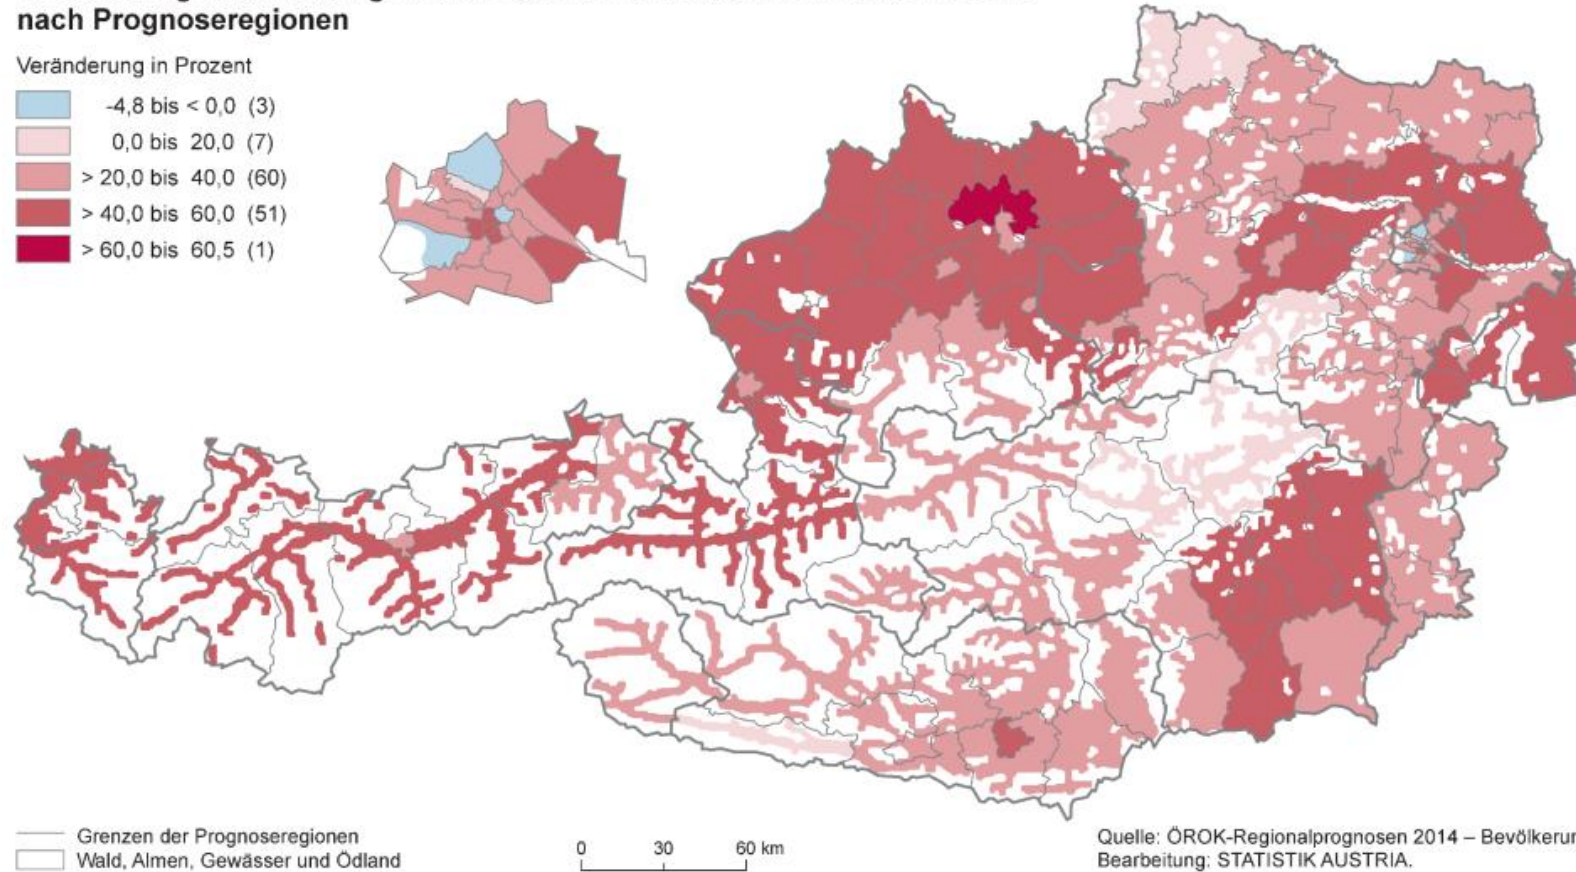 nach Prognoseregionen
Veränderung in Prozent
-4,8 bis < 0,0 (3)
0,0 bis 20,0 (7)
> 20,0 bis 40,0 (60)
> 40,0 bis 60,0 (51)
> 60,0 bis 60,5 (1)
Grenzen der Prognoseregionen
Wald, Almen, Gewässer und Ödland
0 30 60 km
Quelle: ÖROK-Regionalprognosen 2014 – Bevölkerun
Bearbeitung: STATISTIK AUSTRIA.